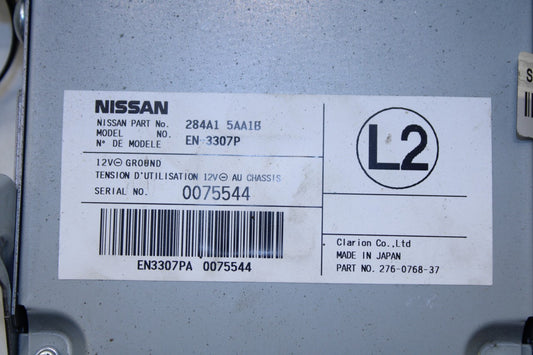 NISSAN
NISSAN PART No. 284A1 5AA1B
MODEL NO. EN-3307P
N° DE MODELE
12V⊖ GROUND
TENSION D'UTILISATION 12V⊖ AU CHASSIS
SERIAL NO. 0075544
EN3307PA 0075544
L2
Clarion Co.,Ltd
MADE IN JAPAN
PART NO. 276-0768-37
S